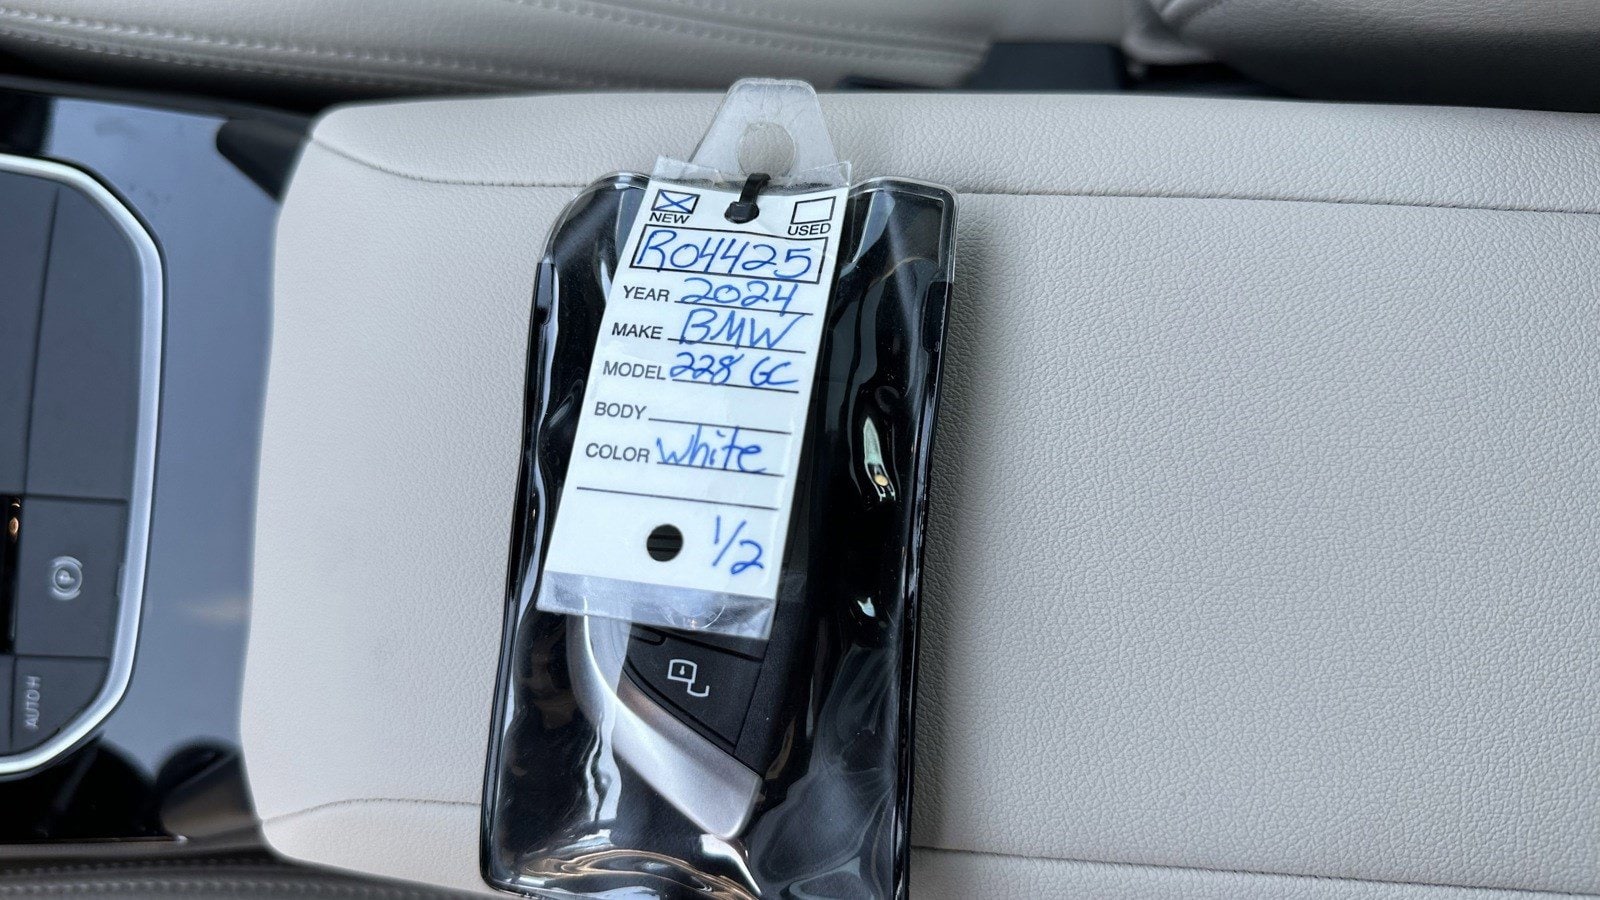 NEW
USED
R04425
YEAR 2024
MAKE BMW
MODEL 228 GC
BODY
COLOR White
1/2
P
AUTO H